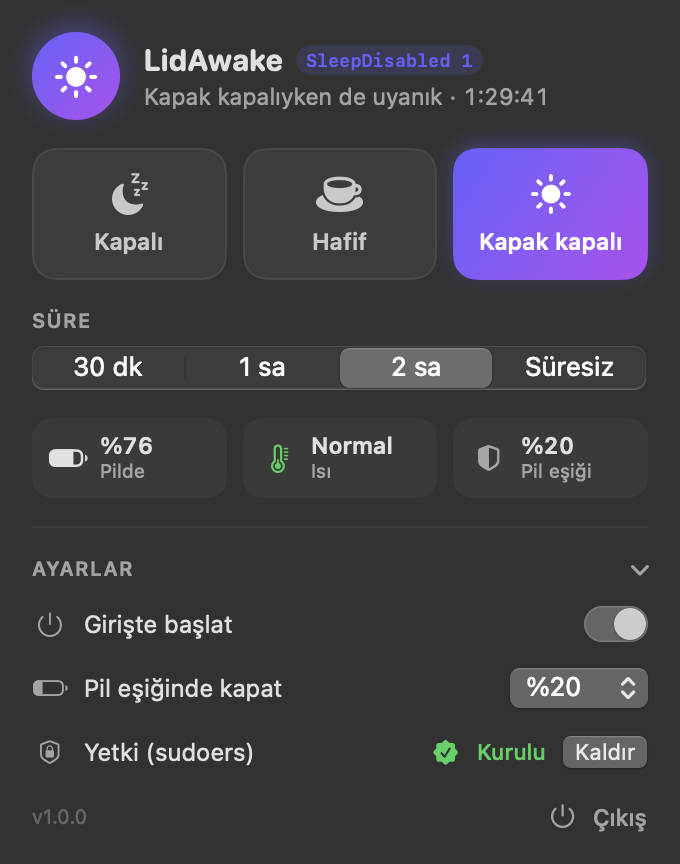 LidAwake SleepDisabled 1
Kapak kapalıyken de uyanık · 1:29:41
z z z
Kapalı
Hafif
Kapak kapalı
SÜRE
30 dk
1 sa
2 sa
Süresiz
%76
Pilde
Normal
Isı
%20
Pil eşiği
AYARLAR
Girişte başlat
Pil eşiğinde kapat
%20
Yetki (sudoers)
Kurulu
Kaldır
v1.0.0
Çıkış